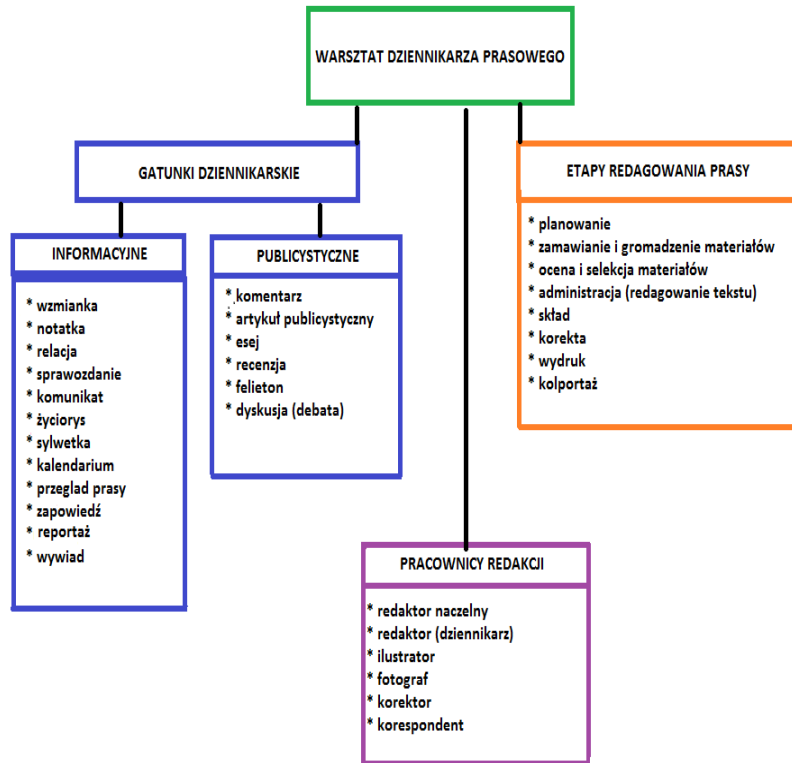 WARSZTAT DZIENNIKARZA PRASOWEGO
GATUNKI DZIENNIKARSKIE
INFORMACYJNE
* wzmianka
* notatka
* relacja
* sprawozdanie
* komunikat
* życiorys
* sylwetka
* kalendarium
* przeglad prasy
* zapowiedź
* reportaż
* wywiad
PUBLICYSTYCZNE
* komentarz
* artykuł publicystyczny
* esej
* recenzja
* felieton
* dyskusja (debata)
ETAPY REDAGOWANIA PRASY
* planowanie
* zamawianie i gromadzenie materiałów
* ocena i selekcja materiałów
* administracja (redagowanie tekstu)
* skład
* korekta
* wydruk
* kolportaż
PRACOWNICY REDAKCJI
* redaktor naczelny
* redaktor (dziennikarz)
* ilustrator
* fotograf
* korektor
* korespondent